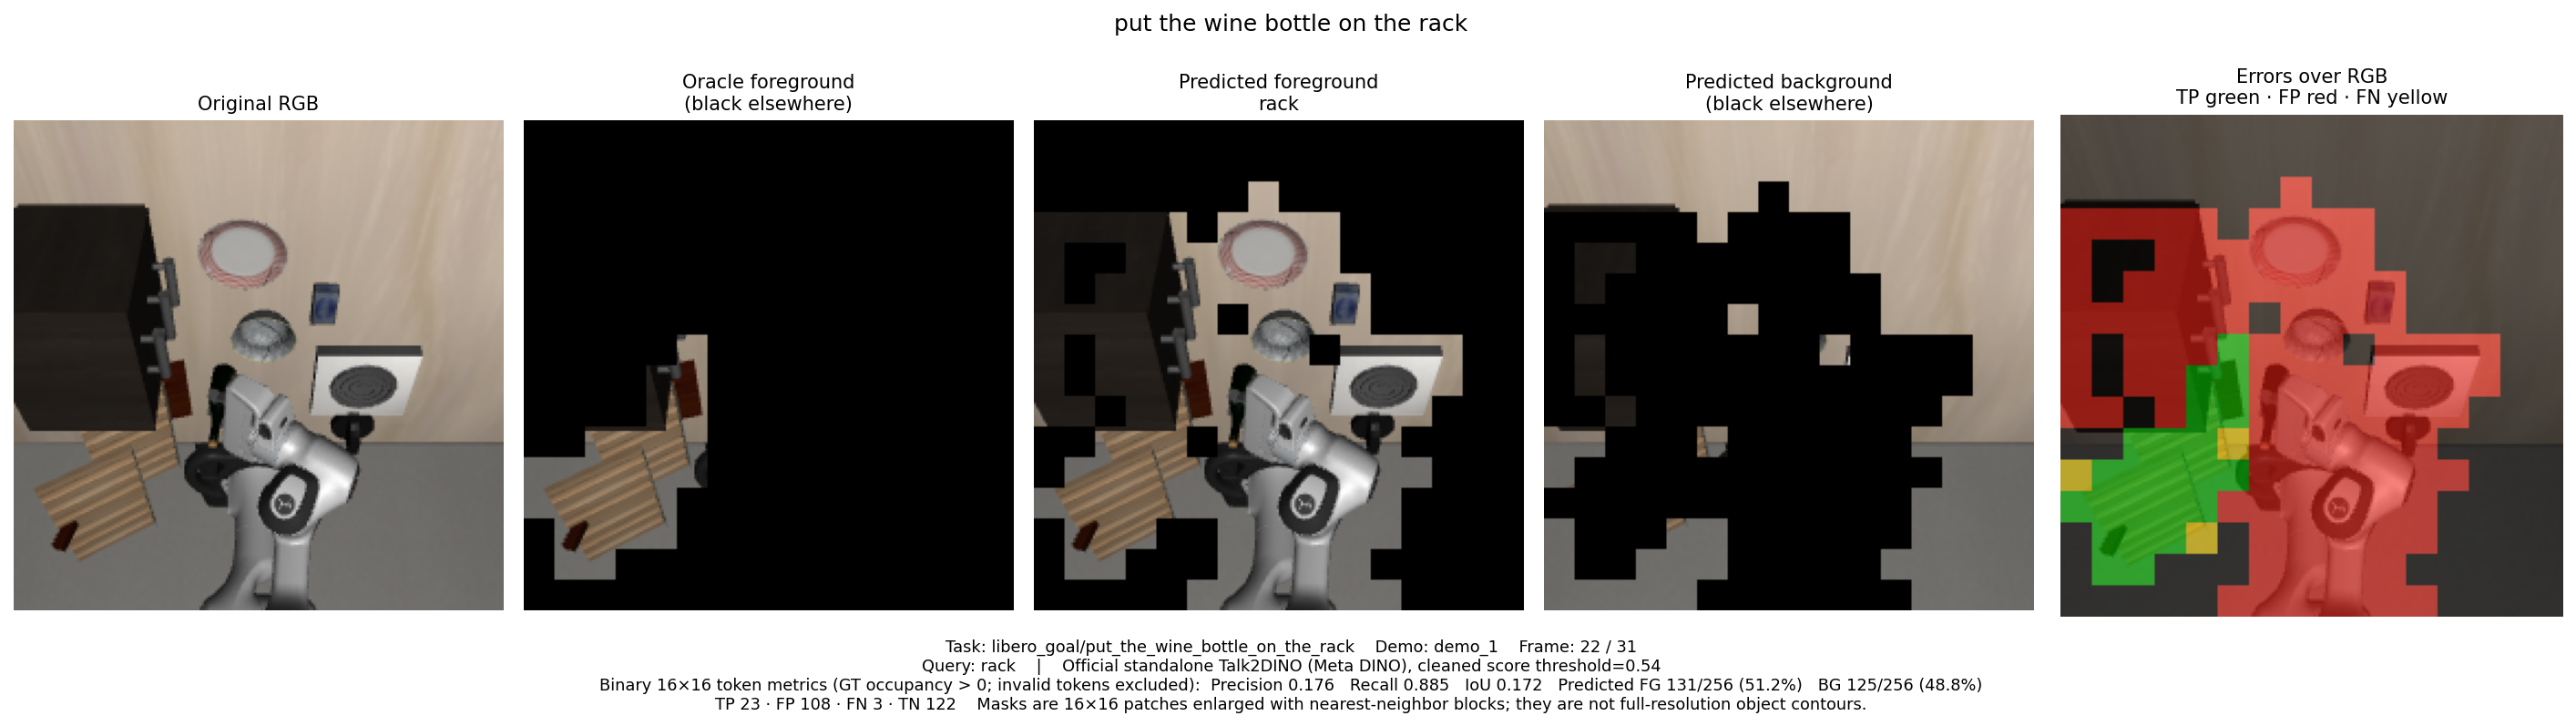 put the wine bottle on the rack
Original RGB
Oracle foreground
(black elsewhere)
Predicted foreground
rack
Predicted background
(black elsewhere)
Errors over RGB
TP green · FP red · FN yellow
Task: libero_goal/put_the_wine_bottle_on_the_rack    Demo: demo_1    Frame: 22 / 31
Query: rack    |    Official standalone Talk2DINO (Meta DINO), cleaned score threshold=0.54
Binary 16×16 token metrics (GT occupancy > 0; invalid tokens excluded):  Precision 0.176   Recall 0.885   IoU 0.172   Predicted FG 131/256 (51.2%)   BG 125/256 (48.8%)
TP 23 · FP 108 · FN 3 · TN 122    Masks are 16×16 patches enlarged with nearest-neighbor blocks; they are not full-resolution object contours.